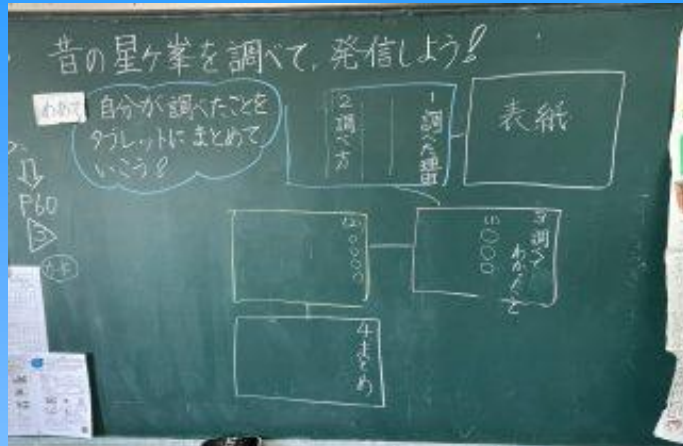 昔の星ヶ峯を調べて、発信しよう!
めあて
自分が調べたことを
タブレットにまとめて
いこう!
表紙
1 調べた理由
2 調べ方
3 調べて
わかったこと
(1)○○○
(2)○○○○
4 まとめ
P60
3